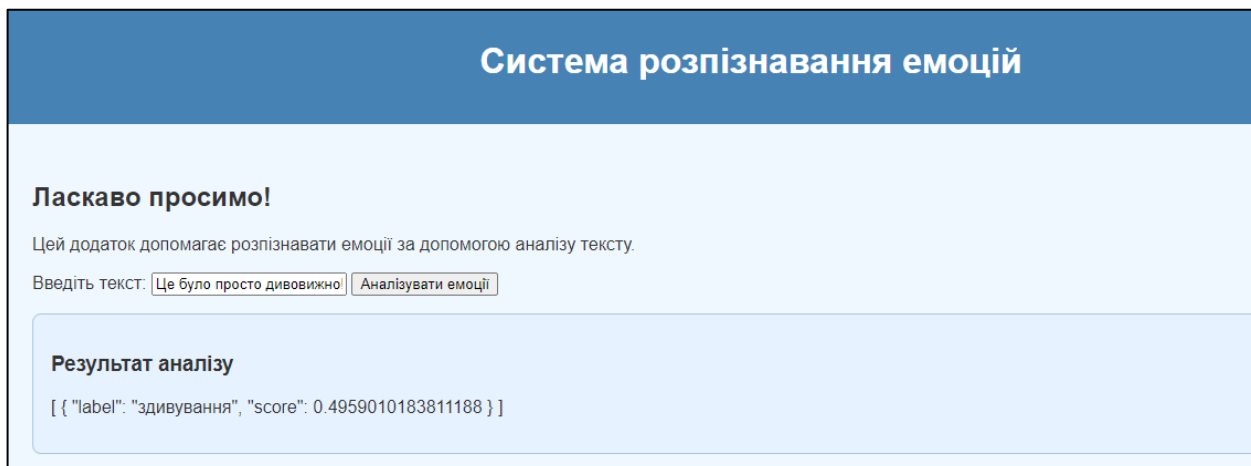 Система розпізнавання емоцій
Ласкаво просимо!
Цей додаток допомагає розпізнавати емоції за допомогою аналізу тексту.
Введіть текст: Це було просто дивовижно! Аналізувати емоції
Результат аналізу
[ { "label": "здивування", "score": 0.4959010183811188 } ]